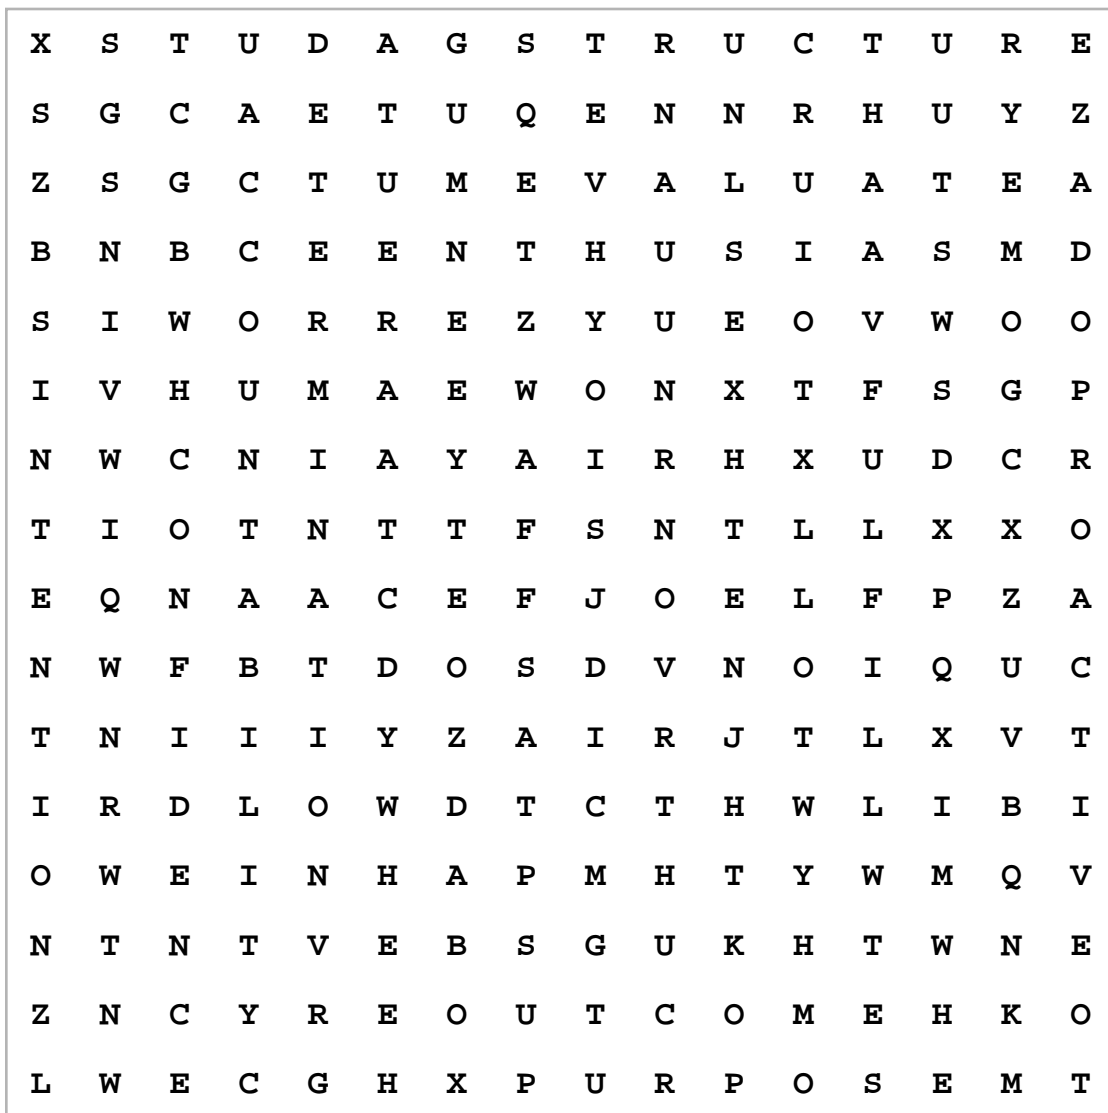 X S T U D A G S T R U C T U R E
S G C A E T U Q E N N R H U Y Z
Z S G C T U M E V A L U A T E A
B N B C E E N T H U S I A S M D
S I W O R R E Z Y U E O V W O O
I V H U M A E W O N X T F S G P
N W C N I A Y A I R H X U D C R
T I O T N T T F S N T L L X X O
E Q N A A C E F J O E L F P Z A
N W F B T D O S D V N O I Q U C
T N I I I Y Z A I R J T L X V T
I R D L O W D T C T H W L I B I
O W E I N H A P M H T Y W M Q V
N T N T V E B S G U K H T W N E
Z N C Y R E O U T C O M E H K O
L W E C G H X P U R P O S E M T